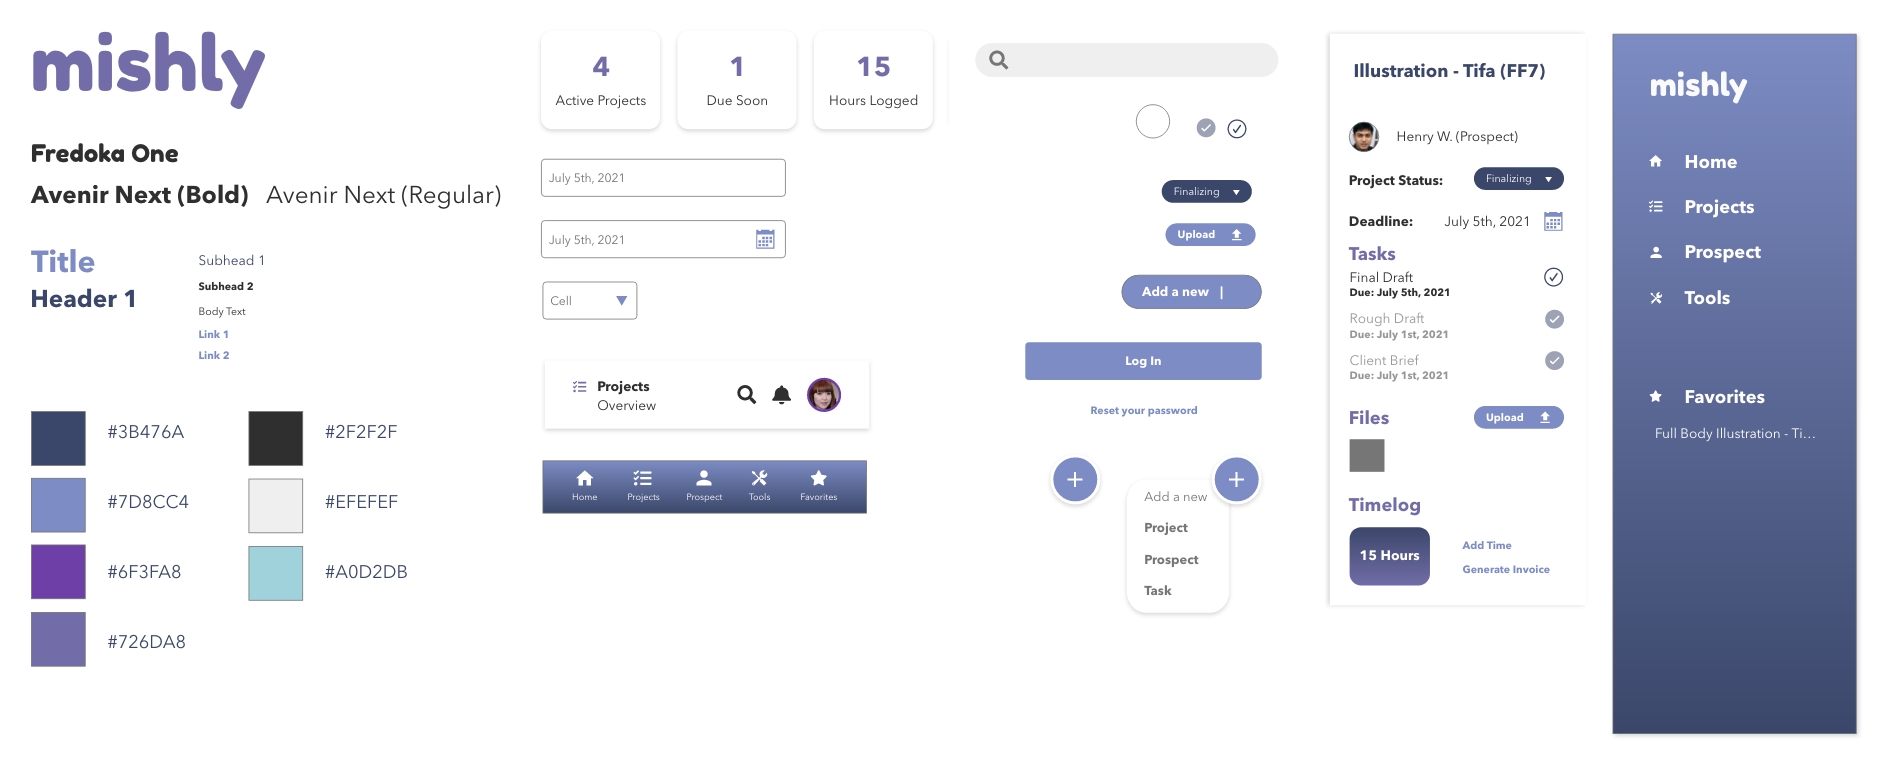 mishly
Fredoka One
Avenir Next (Bold) Avenir Next (Regular)
Title
Header 1
Subhead 1
Subhead 2
Body Text
Link 1
Link 2
#3B476A
#7D8CC4
#6F3FA8
#726DA8
#2F2F2F
#EFEFEF
#A0D2DB
4
Active Projects
1
Due Soon
15
Hours Logged
July 5th, 2021
July 5th, 2021
Cell
Projects
Overview
Home Projects Prospect Tools Favorites
Finalizing
Upload
Add a new |
Log In
Reset your password
Add a new
Project
Prospect
Task
Illustration - Tifa (FF7)
Henry W. (Prospect)
Project Status: Finalizing
Deadline: July 5th, 2021
Tasks
Final Draft
Due: July 5th, 2021
Rough Draft
Due: July 1st, 2021
Client Brief
Due: July 1st, 2021
Files Upload
Timelog
15 Hours
Add Time
Generate Invoice
mishly
Home
Projects
Prospect
Tools
Favorites
Full Body Illustration - Ti...